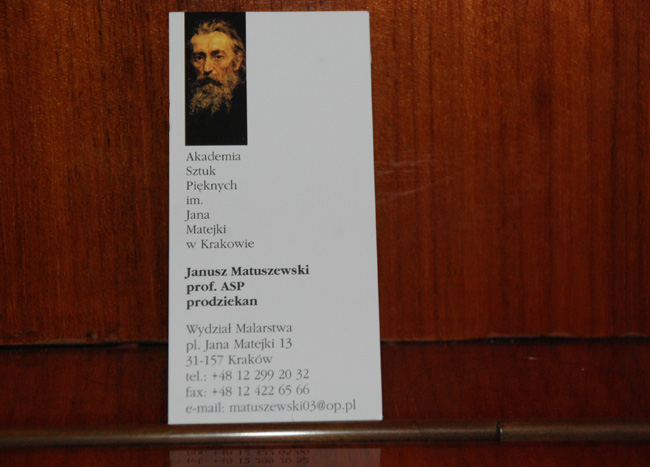 Akademia
Sztuk
Pięknych
im.
Jana
Matejki
w Krakowie
Janusz Matuszewski
prof. ASP
prodziekan
Wydział Malarstwa
pl. Jana Matejki 13
31-157 Kraków
tel.: +48 12 299 20 32
fax: +48 12 422 65 66
e-mail: matuszewski03@op.pl